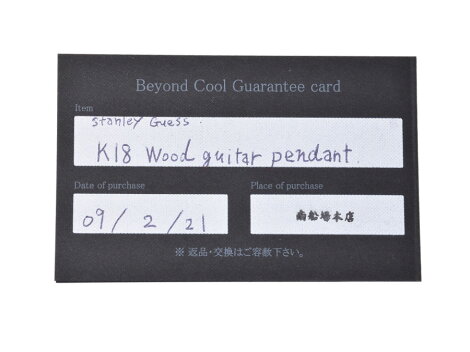 Beyond Cool Guarantee card
Item
Stanley Guess.
K18 Wood guitar pendant.
Date of purchase
Place of purchase
09/2/21
南船場本店
※ 返品・交換はご容赦下さい。